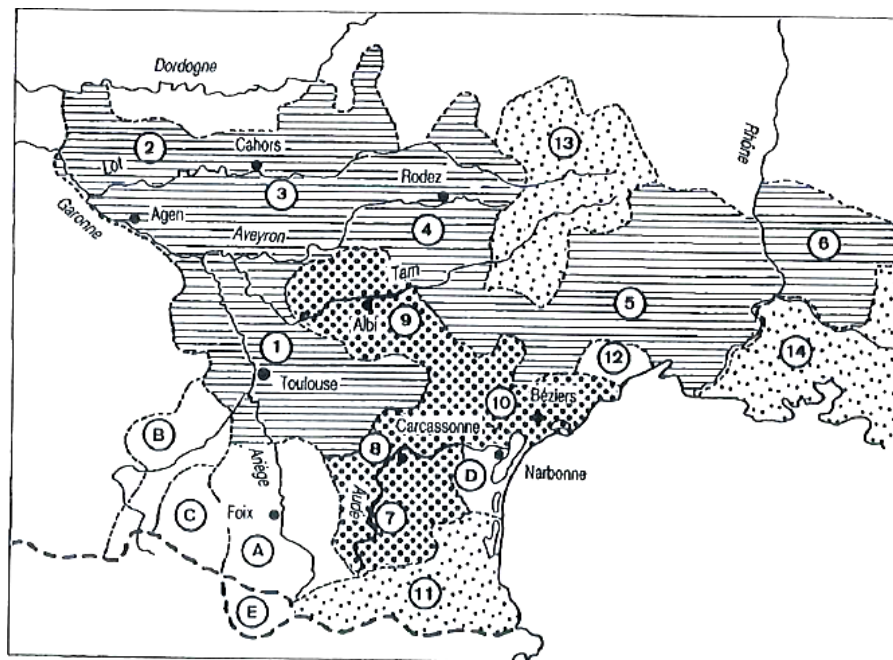 Dordogne
13
2
Cahors
Lot
Rhône
3
Rodez
Agen
Garonne
4
Aveyron
6
Tarn
5
Albi
9
1
12
14
Toulouse
10
Béziers
B
Carcassonne
8
D
Narbonne
Ariège
Aude
C
Foix
7
A
11
E